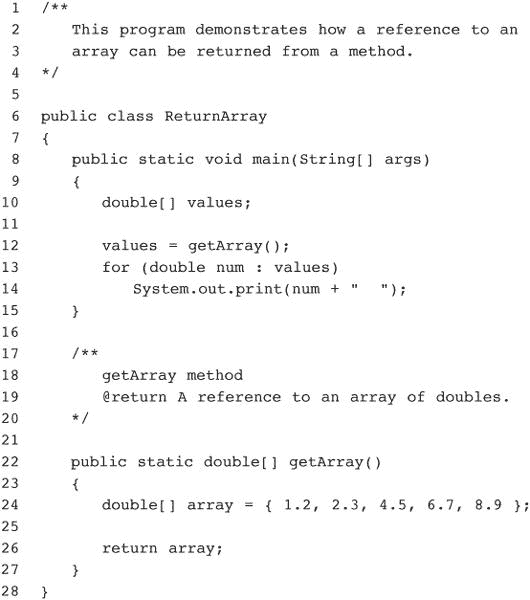 1 /**
2 This program demonstrates how a reference to an
3 array can be returned from a method.
4 */
5
6 public class ReturnArray
7 {
8 public static void main(String[] args)
9 {
10 double[] values;
11
12 values = getArray();
13 for (double num : values)
14 System.out.print(num + "  ");
15 }
16
17 /**
18 getArray method
19 @return A reference to an array of doubles.
20 */
21
22 public static double[] getArray()
23 {
24 double[] array = { 1.2, 2.3, 4.5, 6.7, 8.9 };
25
26 return array;
27 }
28 }